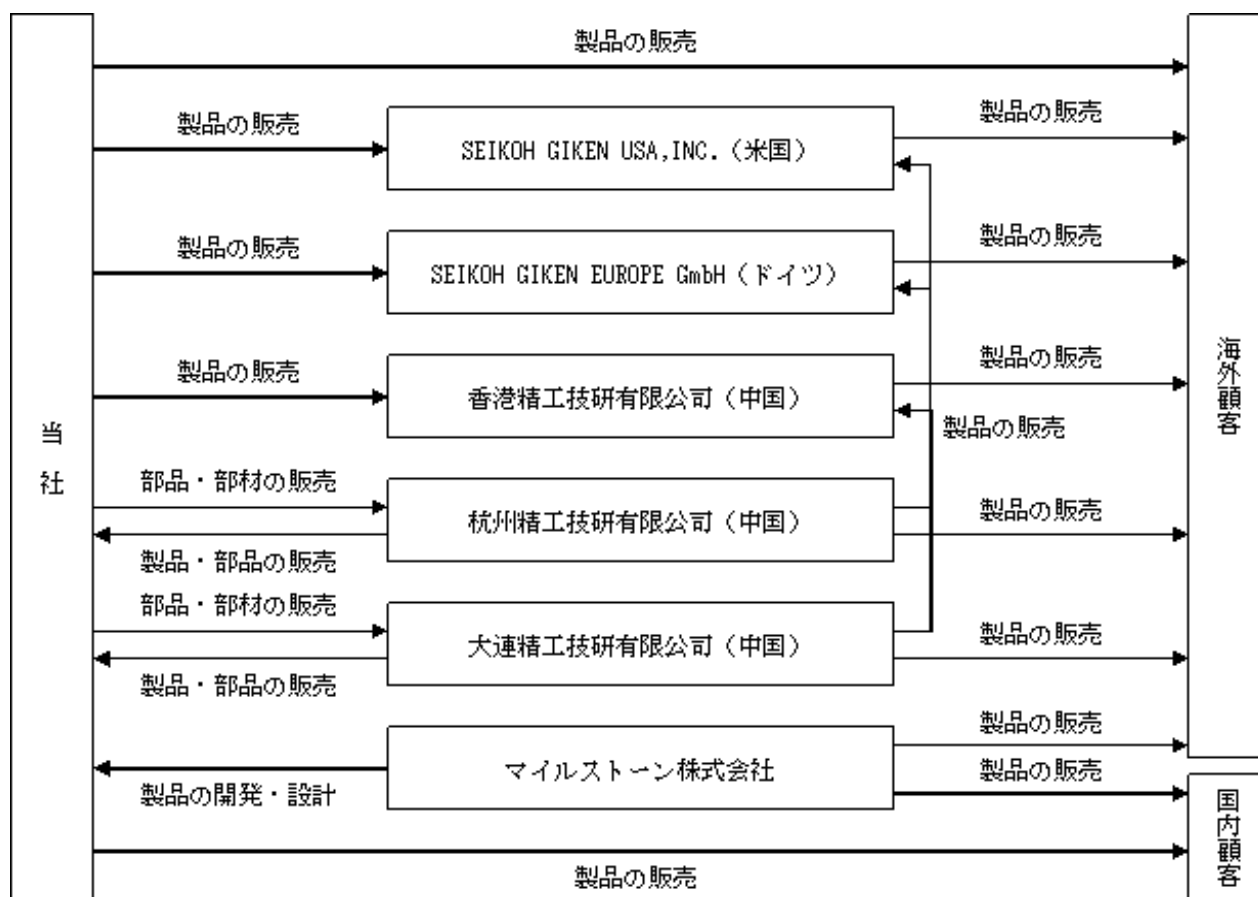 製品の販売
製品の販売
SEIKOH GIKEN USA,INC.（米国）
製品の販売
製品の販売
SEIKOH GIKEN EUROPE GmbH（ドイツ）
製品の販売
製品の販売
香港精工技研有限公司（中国）
製品の販売
製品の販売
当社
海外顧客
部品・部材の販売
杭州精工技研有限公司（中国）
製品の販売
製品・部品の販売
部品・部材の販売
大連精工技研有限公司（中国）
製品の販売
製品・部品の販売
マイルストーン株式会社
製品の販売
製品の販売
製品の開発・設計
国内顧客
製品の販売